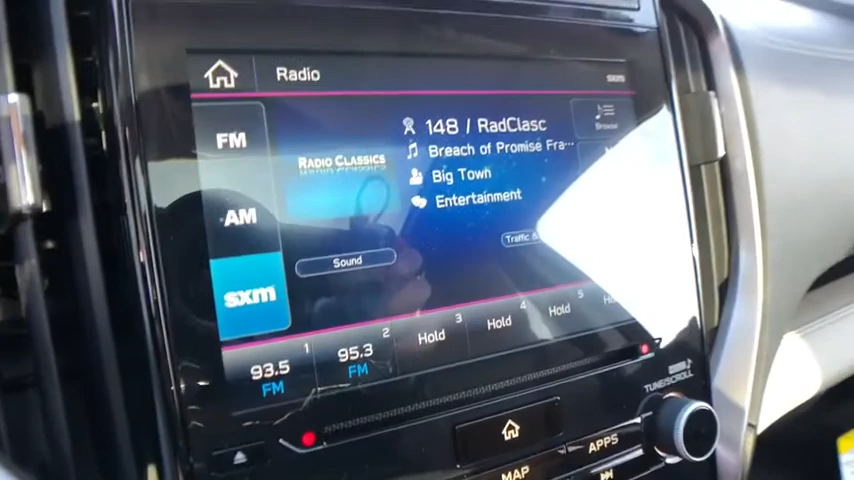 Radio
sxm
FM
RADIO CLASSICS
148 / RadClasc
Browse
Breach of Promise Fra...
Big Town
AM
Entertainment
Traffic &
Sound
sxm
1
93.5
FM
2
95.3
FM
3
Hold
4
Hold
5
Hold
TUNE/SCROLL
MAP
APPS